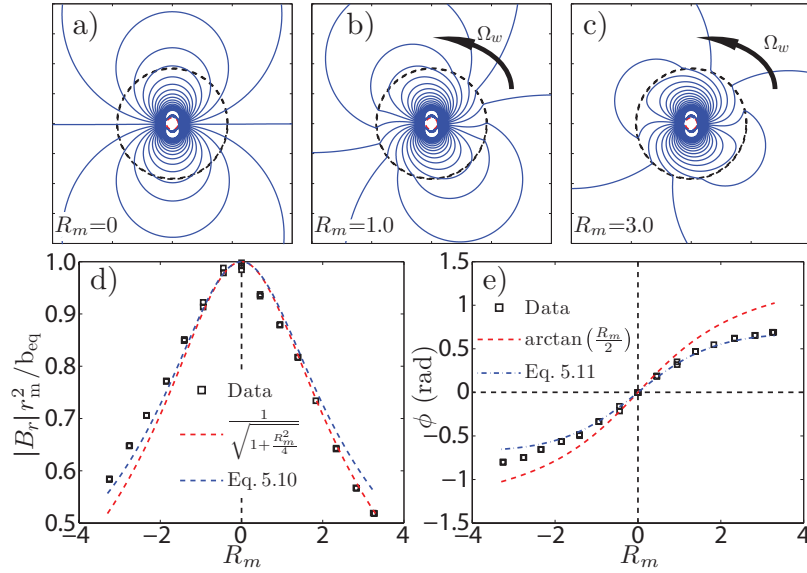 a)
b)
Ω_w
c)
Ω_w
R_m=0
R_m=1.0
R_m=3.0
d)
1.0
0.9
0.8
0.7
0.6
0.5
|B_r| r_m^2/b_eq
Data
1/√(1+R_m^2/4)
Eq. 5.10
−4
−2
0
2
4
R_m
e)
1.5
1
0.5
0
−0.5
−1
−1.5
ϕ (rad)
Data
arctan(R_m/2)
Eq. 5.11
−4
−2
0
2
4
R_m